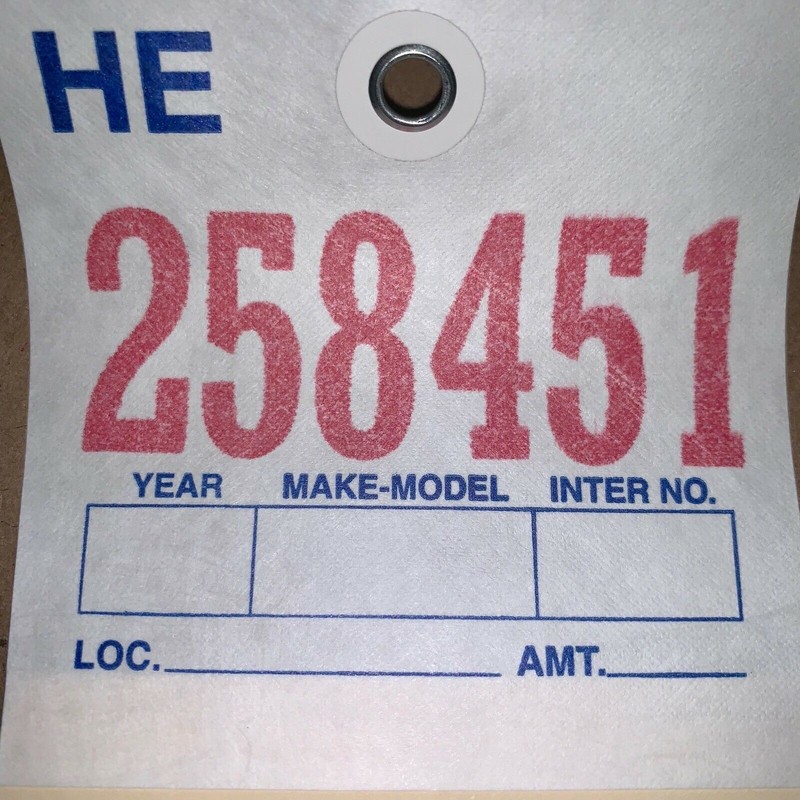 HE
258451
YEAR MAKE-MODEL INTER NO.
LOC. AMT.